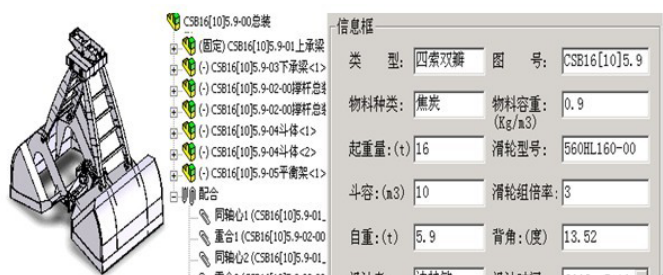 CSB16[10]5.9-00总装
(固定)CSB16[10]5.9-01上承梁
(-)CSB16[10]5.9-03下承梁<1>
(-)CSB16[10]5.9-02-00撑杆总装
(-)CSB16[10]5.9-02-00撑杆总装
(-)CSB16[10]5.9-04斗体<1>
(-)CSB16[10]5.9-04斗体<2>
(-)CSB16[10]5.9-05平衡架<1>
配合
同轴心1 (CSB16[10]5.9-01_
重合1 (CSB16[10]5.9-02-00
同轴心2 (CSB16[10]5.9-01_
信息框
类 型: 四索双瓣 图 号: CSB16[10]5.9
物料种类: 焦炭 物料容重: 0.9
(Kg/m3)
起重量:(t) 16 滑轮型号: 560HL160-00
斗容:(m3) 10 滑轮组倍率: 3
自重:(t) 5.9 背角:(度) 13.52